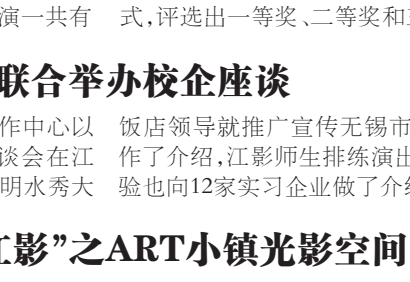 演一共有
式，评选出一等奖、二等奖和
联合举办校企座谈
作中心以
谈会在江
明水秀大
饭店领导就推广宣传无锡市
作了介绍，江影师生排练演出
验也向12家实习企业做了介绍
江影”之ART小镇光影空间